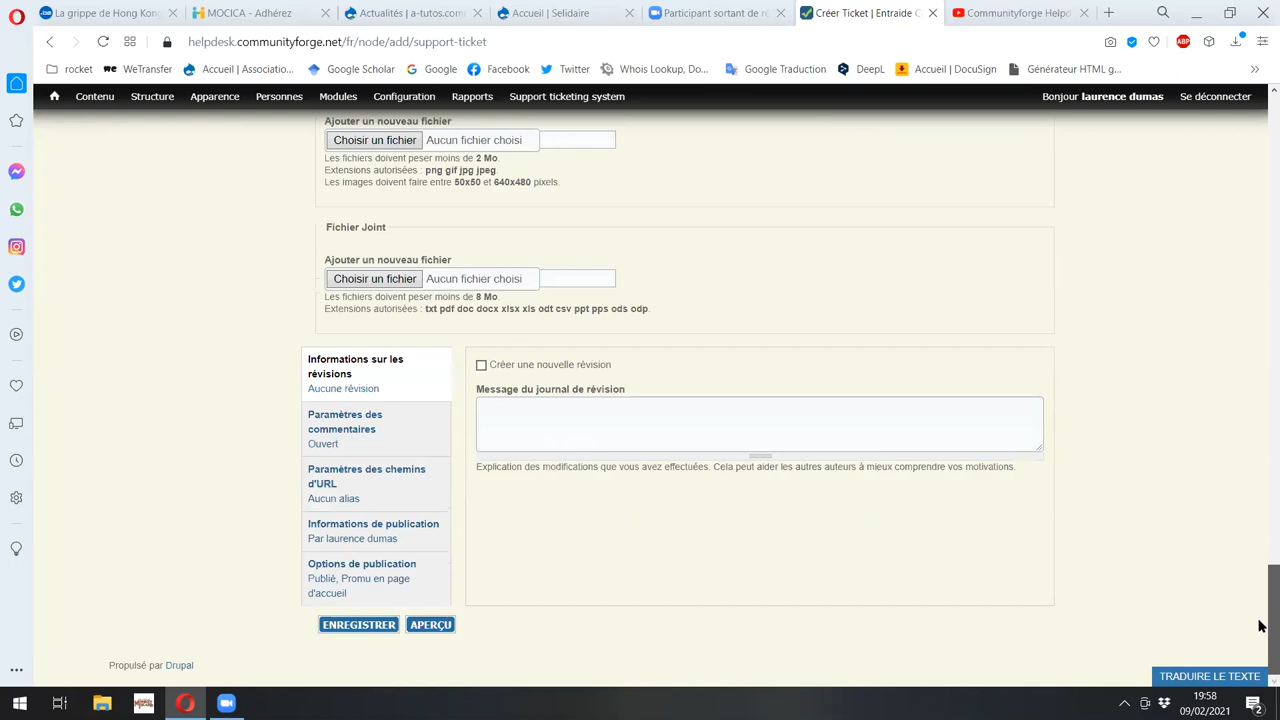 La grippe de Hong Kong
MOCICA - Adhérez
Actualités | a-tutos.com
Accueil | Selidaire
Participant sortant de ré
Créer Ticket | Entraide C
Communityforge Helpd
helpdesk.communityforge.net/fr/node/add/support-ticket
ABP
rocket
WeTransfer
Accueil | Associatio...
Google Scholar
Google
Facebook
Twitter
Whois Lookup, Do...
Google Traduction
DeepL
Accueil | DocuSign
Générateur HTML g...
Contenu Structure Apparence Personnes Modules Configuration Rapports Support ticketing system
Bonjour laurence dumas Se déconnecter
Ajouter un nouveau fichier
Choisir un fichier Aucun fichier choisi
Les fichiers doivent peser moins de 2 Mo.
Extensions autorisées : png gif jpg jpeg.
Les images doivent faire entre 50x50 et 640x480 pixels.
Fichier Joint
Ajouter un nouveau fichier
Choisir un fichier Aucun fichier choisi
Les fichiers doivent peser moins de 8 Mo.
Extensions autorisées : txt pdf doc docx xlsx xls odt csv ppt pps ods odp.
Informations sur les
révisions
Aucune révision
Paramètres des
commentaires
Ouvert
Paramètres des chemins
d'URL
Aucun alias
Informations de publication
Par laurence dumas
Options de publication
Publié, Promu en page
d'accueil
Créer une nouvelle révision
Message du journal de révision
Explication des modifications que vous avez effectuées. Cela peut aider les autres auteurs à mieux comprendre vos motivations.
ENREGISTRER APERÇU
Propulsé par Drupal
TRADUIRE LE TEXTE
19:58
09/02/2021
2